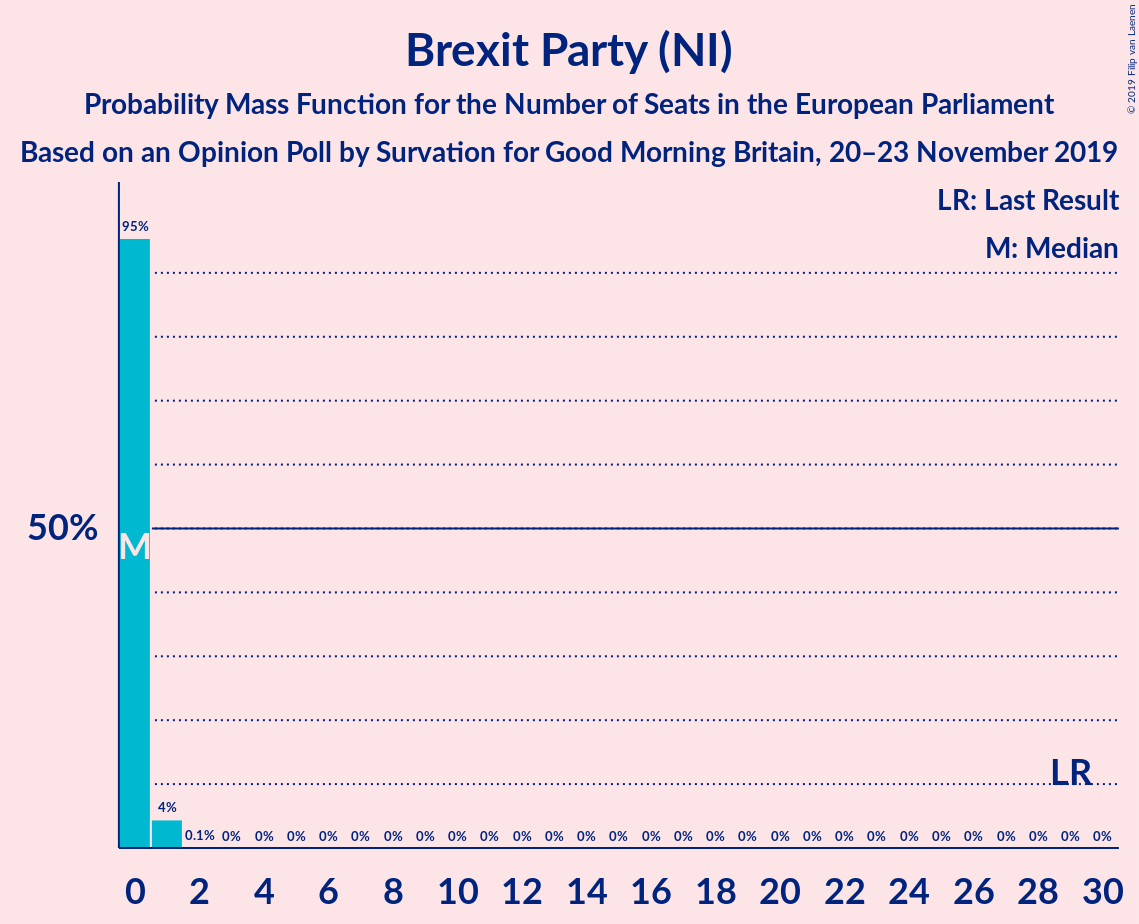 Brexit Party (NI)
Probability Mass Function for the Number of Seats in the European Parliament
Based on an Opinion Poll by Survation for Good Morning Britain, 20–23 November 2019
© 2019 Filip van Laenen
LR: Last Result
M: Median
95%
50%
M
LR
4%
0.1% 0% 0% 0% 0% 0% 0% 0% 0% 0% 0% 0% 0% 0% 0% 0% 0% 0% 0% 0% 0% 0% 0% 0% 0% 0% 0% 0% 0%
0 2 4 6 8 10 12 14 16 18 20 22 24 26 28 30